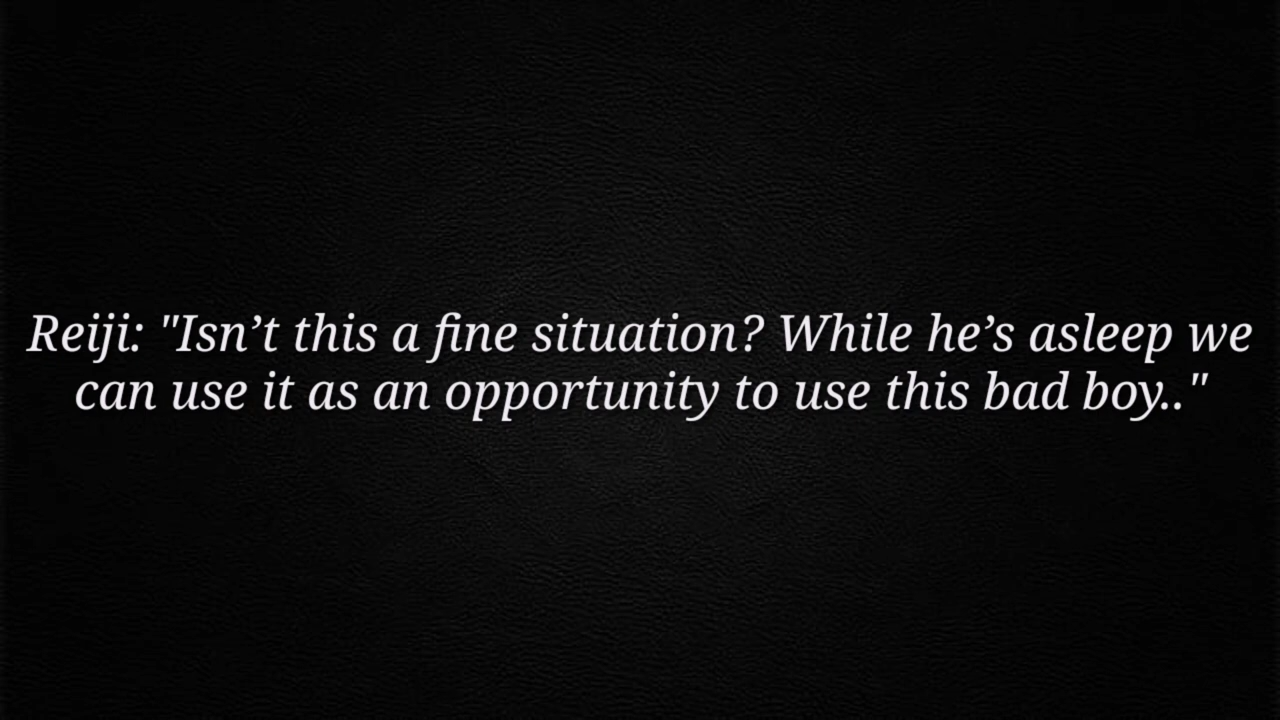 Reiji: "Isn’t this a fine situation? While he’s asleep we
can use it as an opportunity to use this bad boy.."